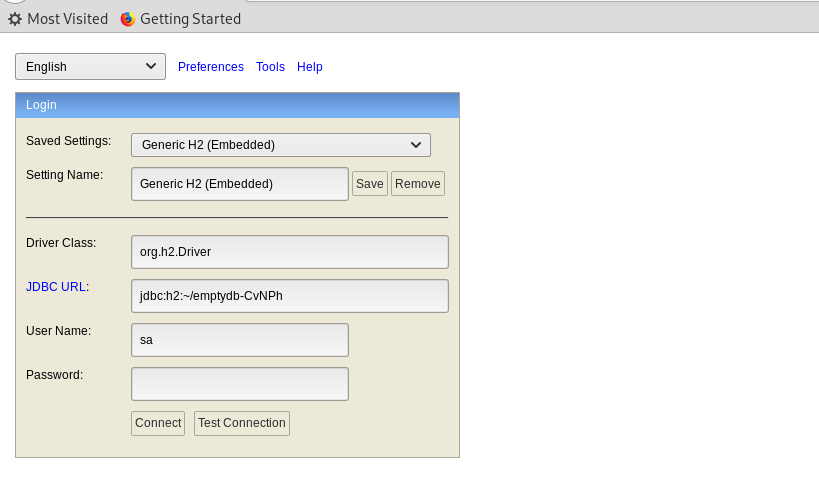 Most Visited Getting Started
English Preferences Tools Help
Login
Saved Settings: Generic H2 (Embedded)
Setting Name: Generic H2 (Embedded) Save Remove
Driver Class: org.h2.Driver
JDBC URL: jdbc:h2:~/emptydb-CvNPh
User Name: sa
Password:
Connect Test Connection